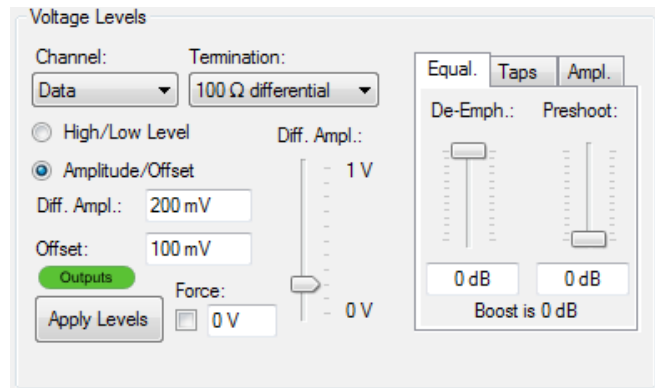 Voltage Levels
Channel:
Termination:
Data
100 Ω differential
High/Low Level
Amplitude/Offset
Diff. Ampl.: 200 mV
Offset: 100 mV
Outputs
Apply Levels
Force:
0 V
Diff. Ampl.:
1 V
0 V
Equal. Taps Ampl.
De-Emph.: Preshoot:
0 dB 0 dB
Boost is 0 dB